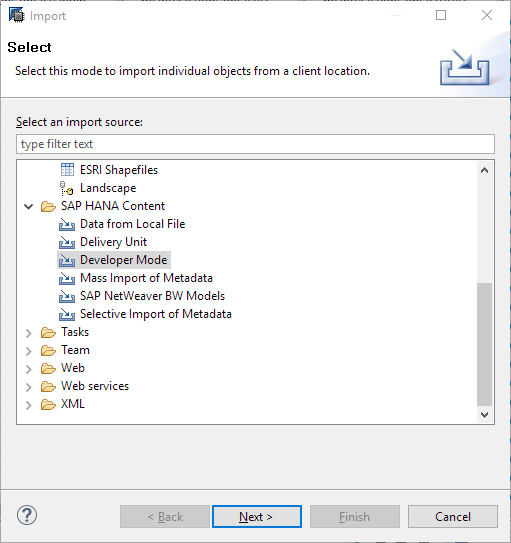 Import
Select
Select this mode to import individual objects from a client location.
Select an import source:
type filter text
ESRI Shapefiles
Landscape
SAP HANA Content
Data from Local File
Delivery Unit
Developer Mode
Mass Import of Metadata
SAP NetWeaver BW Models
Selective Import of Metadata
Tasks
Team
Web
Web services
XML
?
< Back
Next >
Finish
Cancel